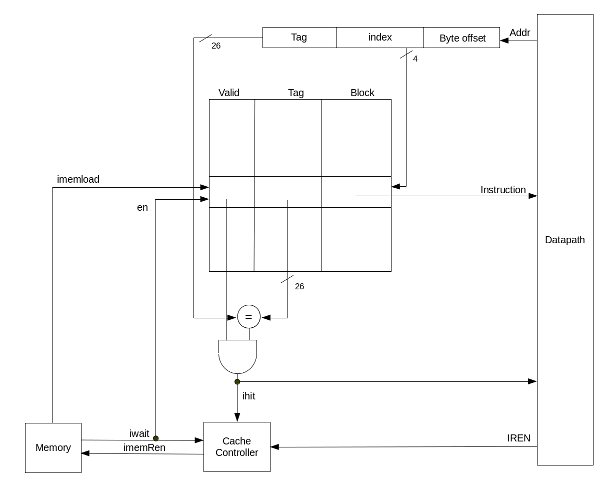 Addr
Tag
index
Byte offset
26
4
Valid
Tag
Block
imemload
en
Instruction
Datapath
26
=
ihit
iwait
imemRen
IREN
Memory
Cache
Controller